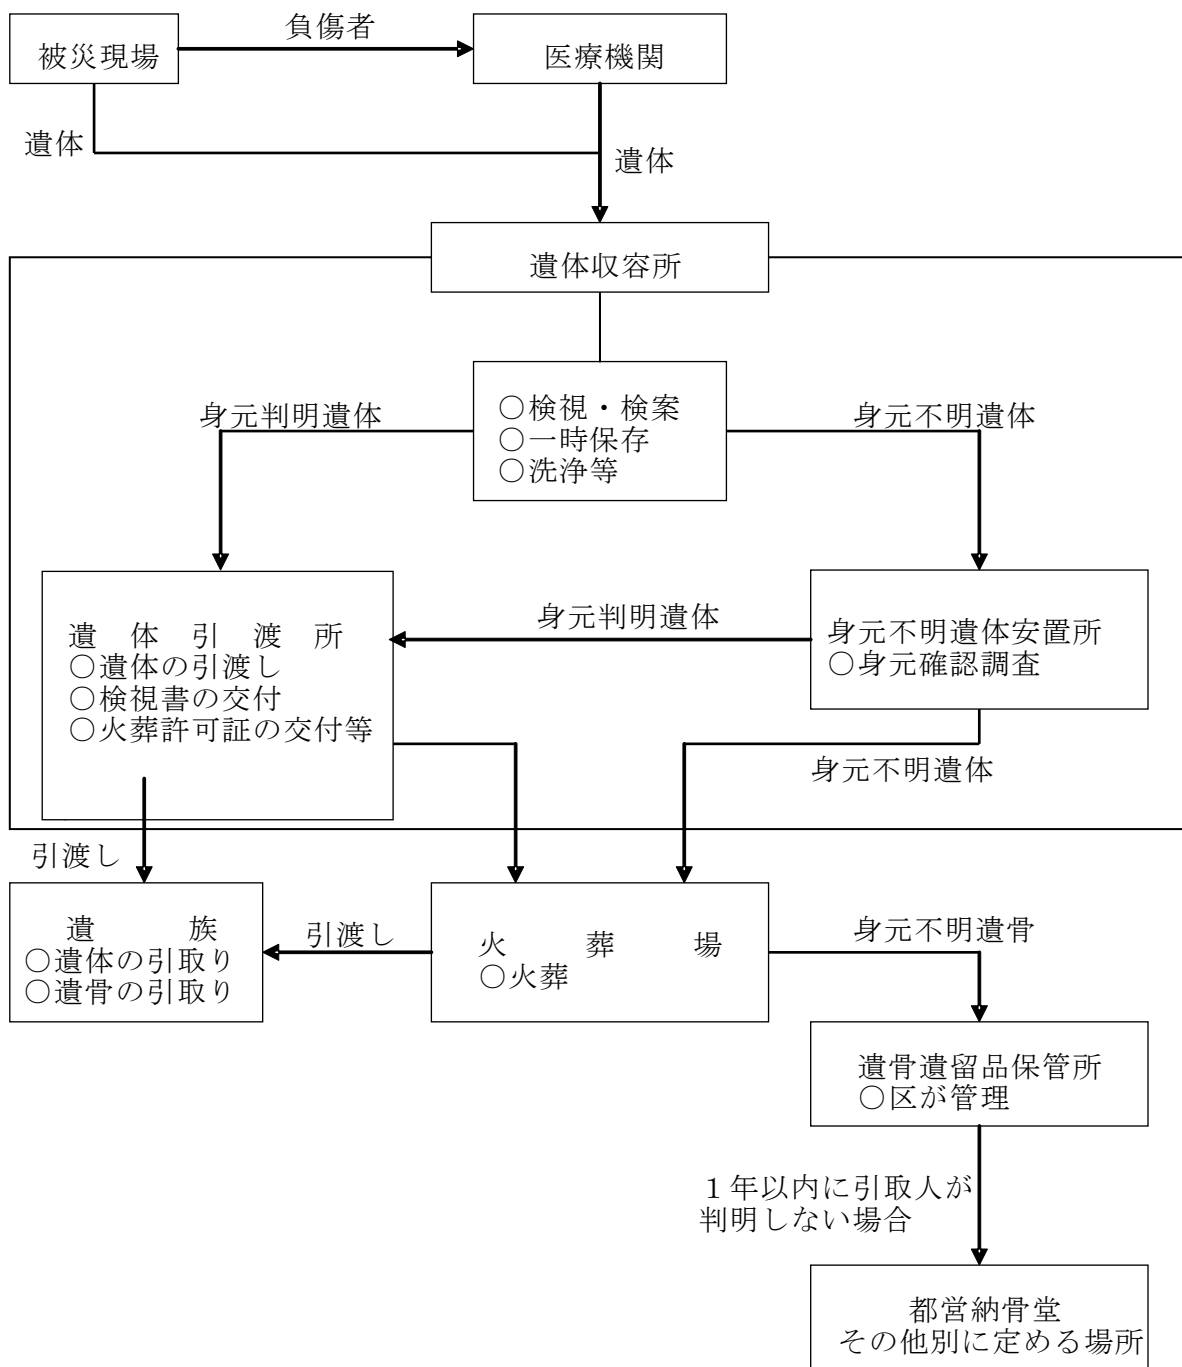 負傷者
被災現場
医療機関
遺体
遺体
遺体収容所
○検視・検案
○一時保存
○洗浄等
身元判明遺体
身元不明遺体
遺体引渡所
○遺体の引渡し
○検視書の交付
○火葬許可証の交付等
身元判明遺体
身元不明遺体安置所
○身元確認調査
身元不明遺体
引渡し
遺族
○遺体の引取り
○遺骨の引取り
引渡し
火葬場
○火葬
身元不明遺骨
遺骨遺留品保管所
○区が管理
１年以内に引取人が
判明しない場合
都営納骨堂
その他別に定める場所